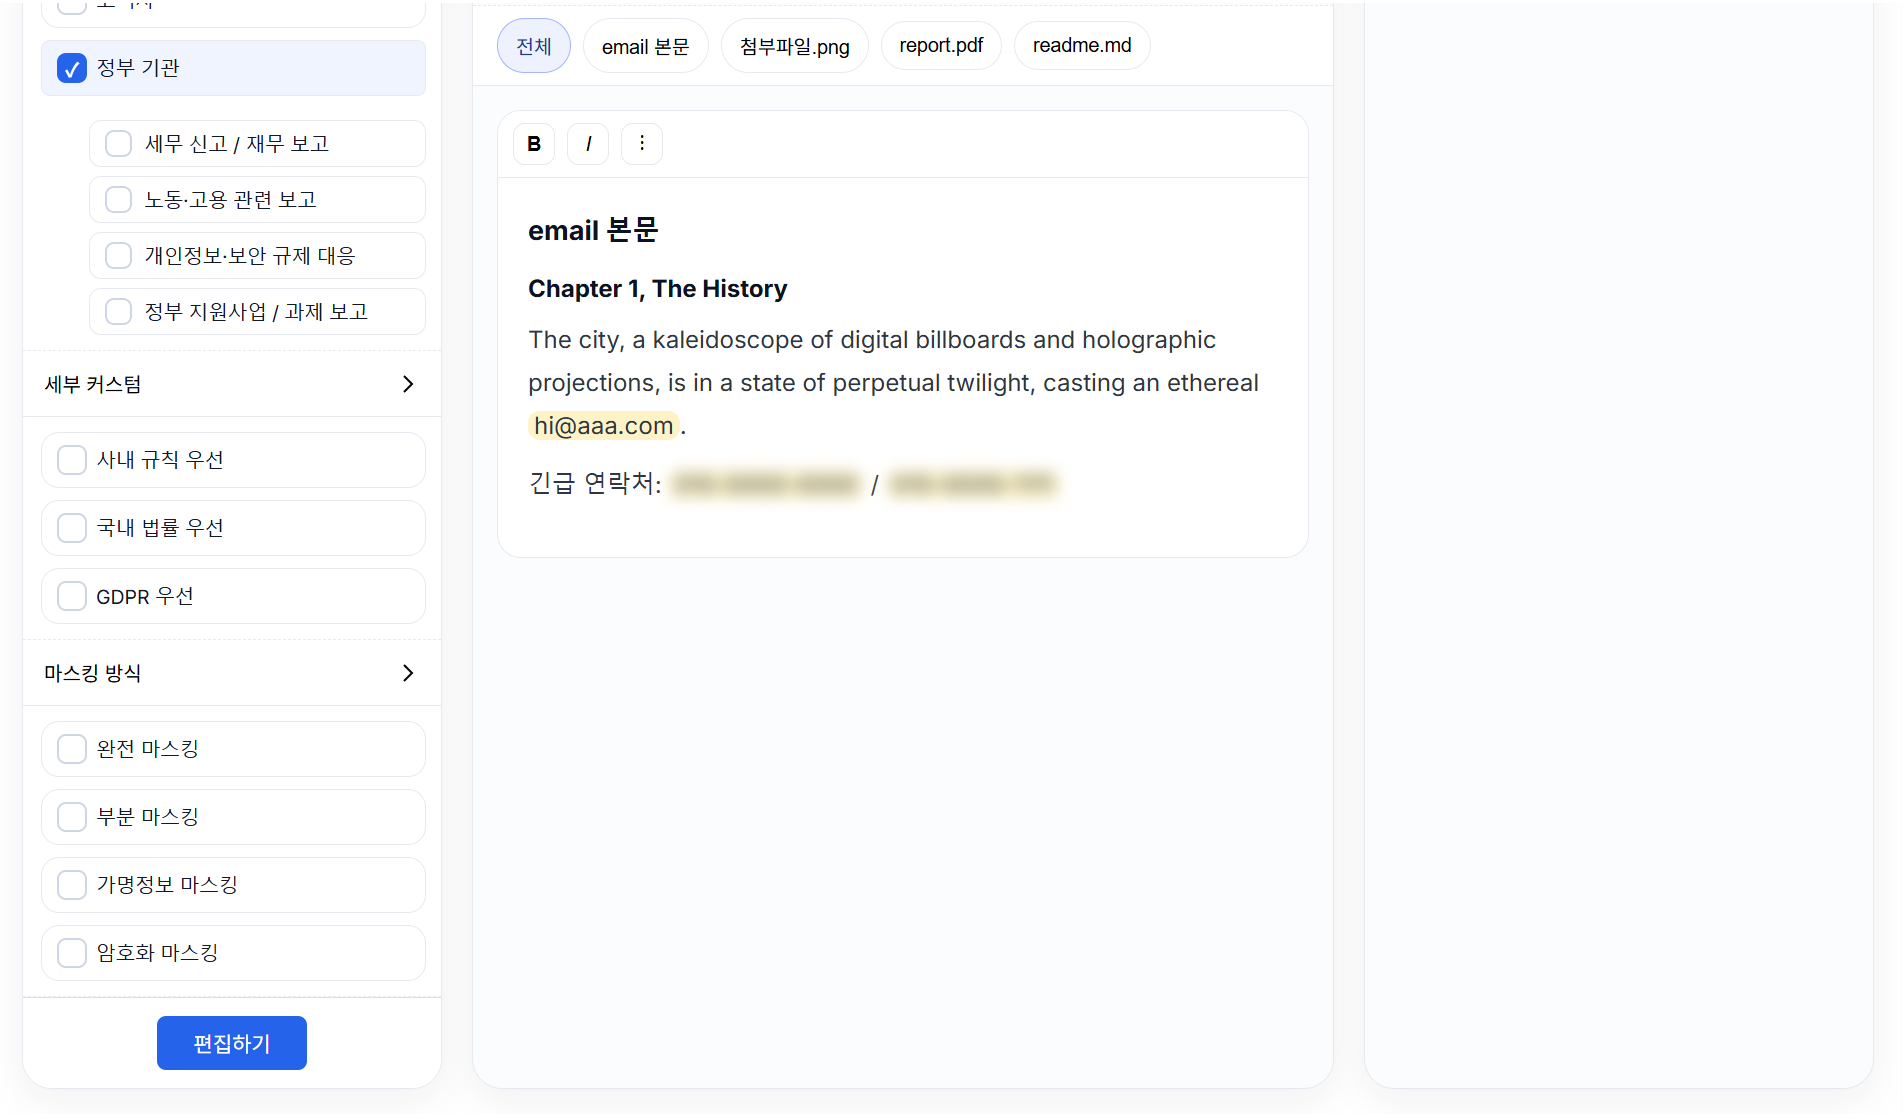 정부 기관
세무 신고 / 재무 보고
노동·고용 관련 보고
개인정보·보안 규제 대응
정부 지원사업 / 과제 보고
세부 커스텀
사내 규칙 우선
국내 법률 우선
GDPR 우선
마스킹 방식
완전 마스킹
부분 마스킹
가명정보 마스킹
암호화 마스킹
편집하기
전체 email 본문 첨부파일.png report.pdf readme.md
B I ⋮
email 본문
Chapter 1, The History
The city, a kaleidoscope of digital billboards and holographic
projections, is in a state of perpetual twilight, casting an ethereal
hi@aaa.com .
긴급 연락처: /